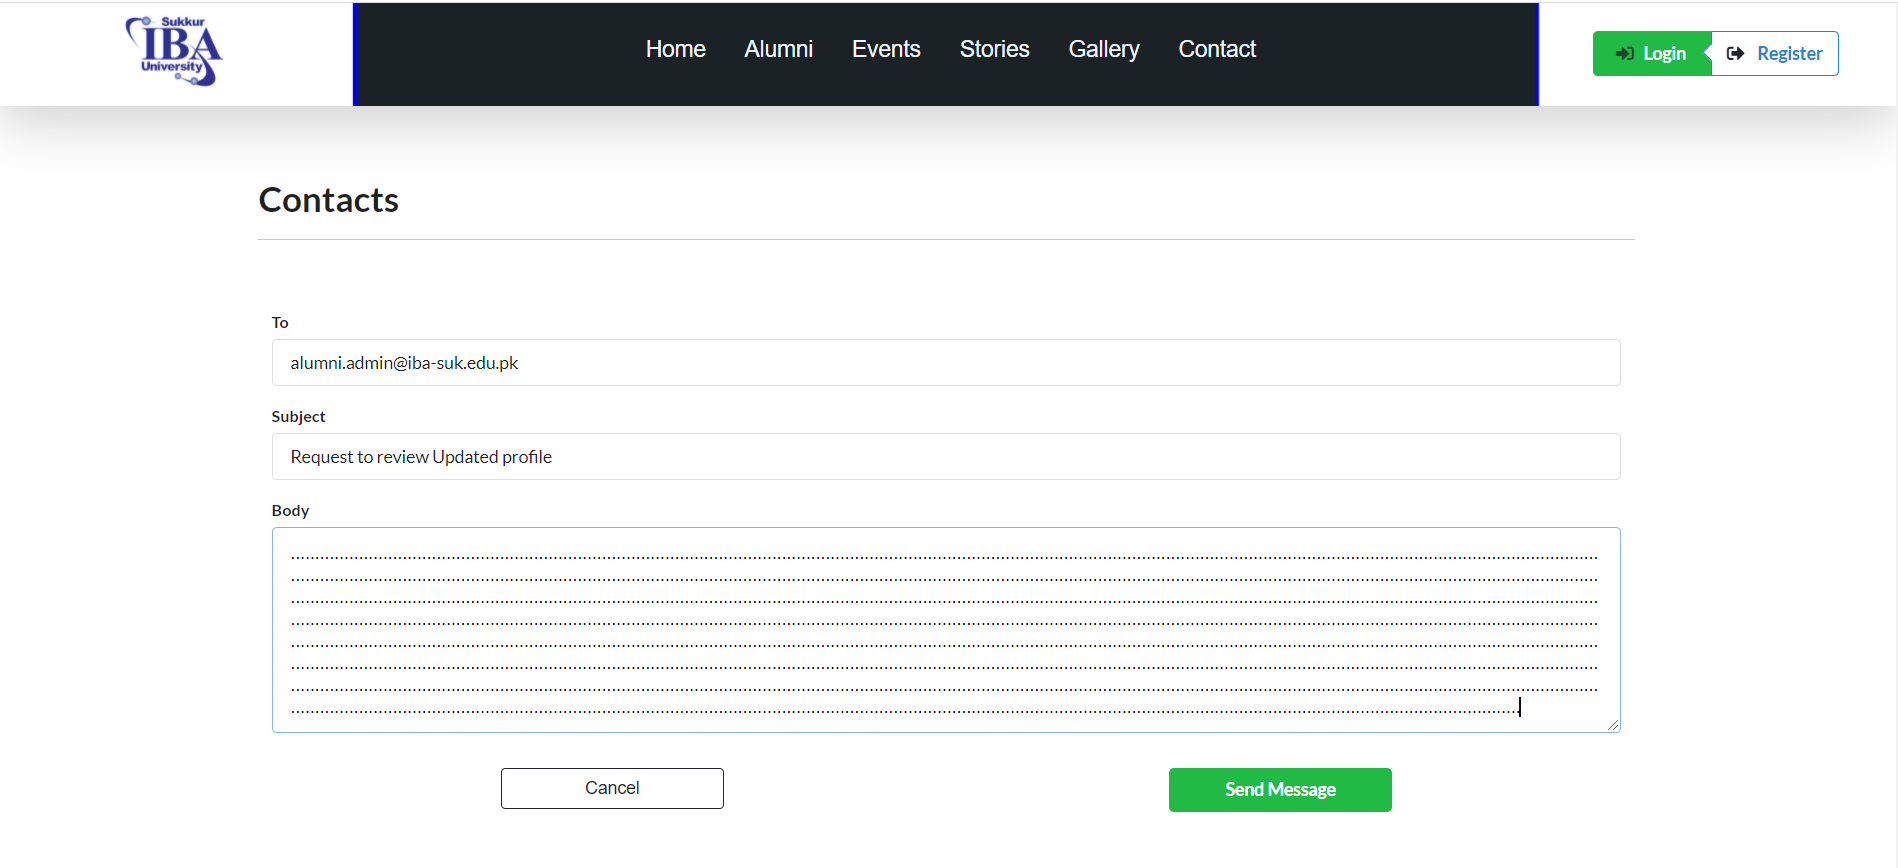 Sukkur
IBA
University
Home Alumni Events Stories Gallery Contact
Login Register
Contacts
To
alumni.admin@iba-suk.edu.pk
Subject
Request to review Updated profile
Body
Cancel Send Message